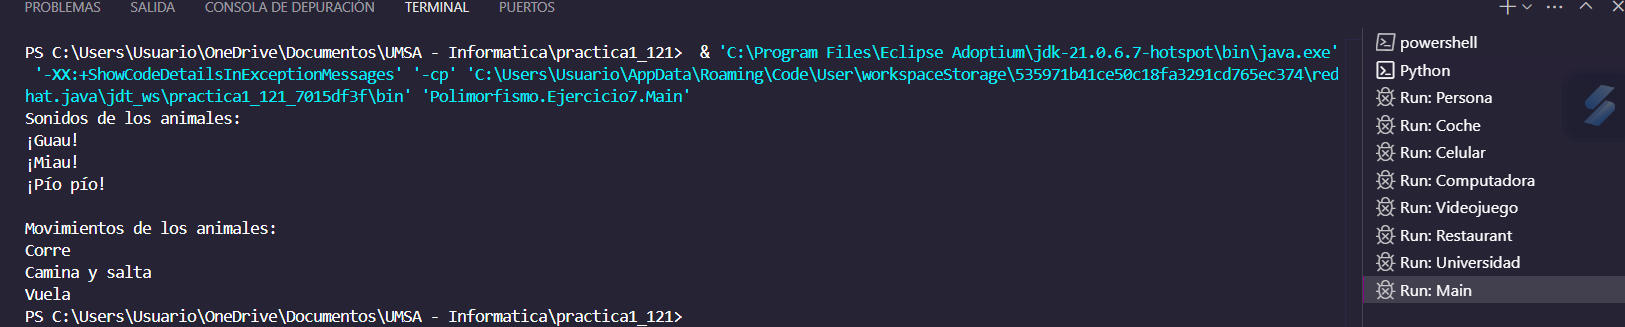 PROBLEMAS SALIDA CONSOLA DE DEPURACIÓN TERMINAL PUERTOS
PS C:\Users\Usuario\OneDrive\Documentos\UMSA - Informatica\practica1_121>  & 'C:\Program Files\Eclipse Adoptium\jdk-21.0.6.7-hotspot\bin\java.exe'
'-XX:+ShowCodeDetailsInExceptionMessages' '-cp' 'C:\Users\Usuario\AppData\Roaming\Code\User\workspaceStorage\535971b41ce50c18fa3291cd765ec374\red
hat.java\jdt_ws\practica1_121_7015df3f\bin' 'Polimorfismo.Ejercicio7.Main'
Sonidos de los animales:
¡Guau!
¡Miau!
¡Pío pío!
Movimientos de los animales:
Corre
Camina y salta
Vuela
PS C:\Users\Usuario\OneDrive\Documentos\UMSA - Informatica\practica1_121>
powershell
Python
Run: Persona
Run: Coche
Run: Celular
Run: Computadora
Run: Videojuego
Run: Restaurant
Run: Universidad
Run: Main